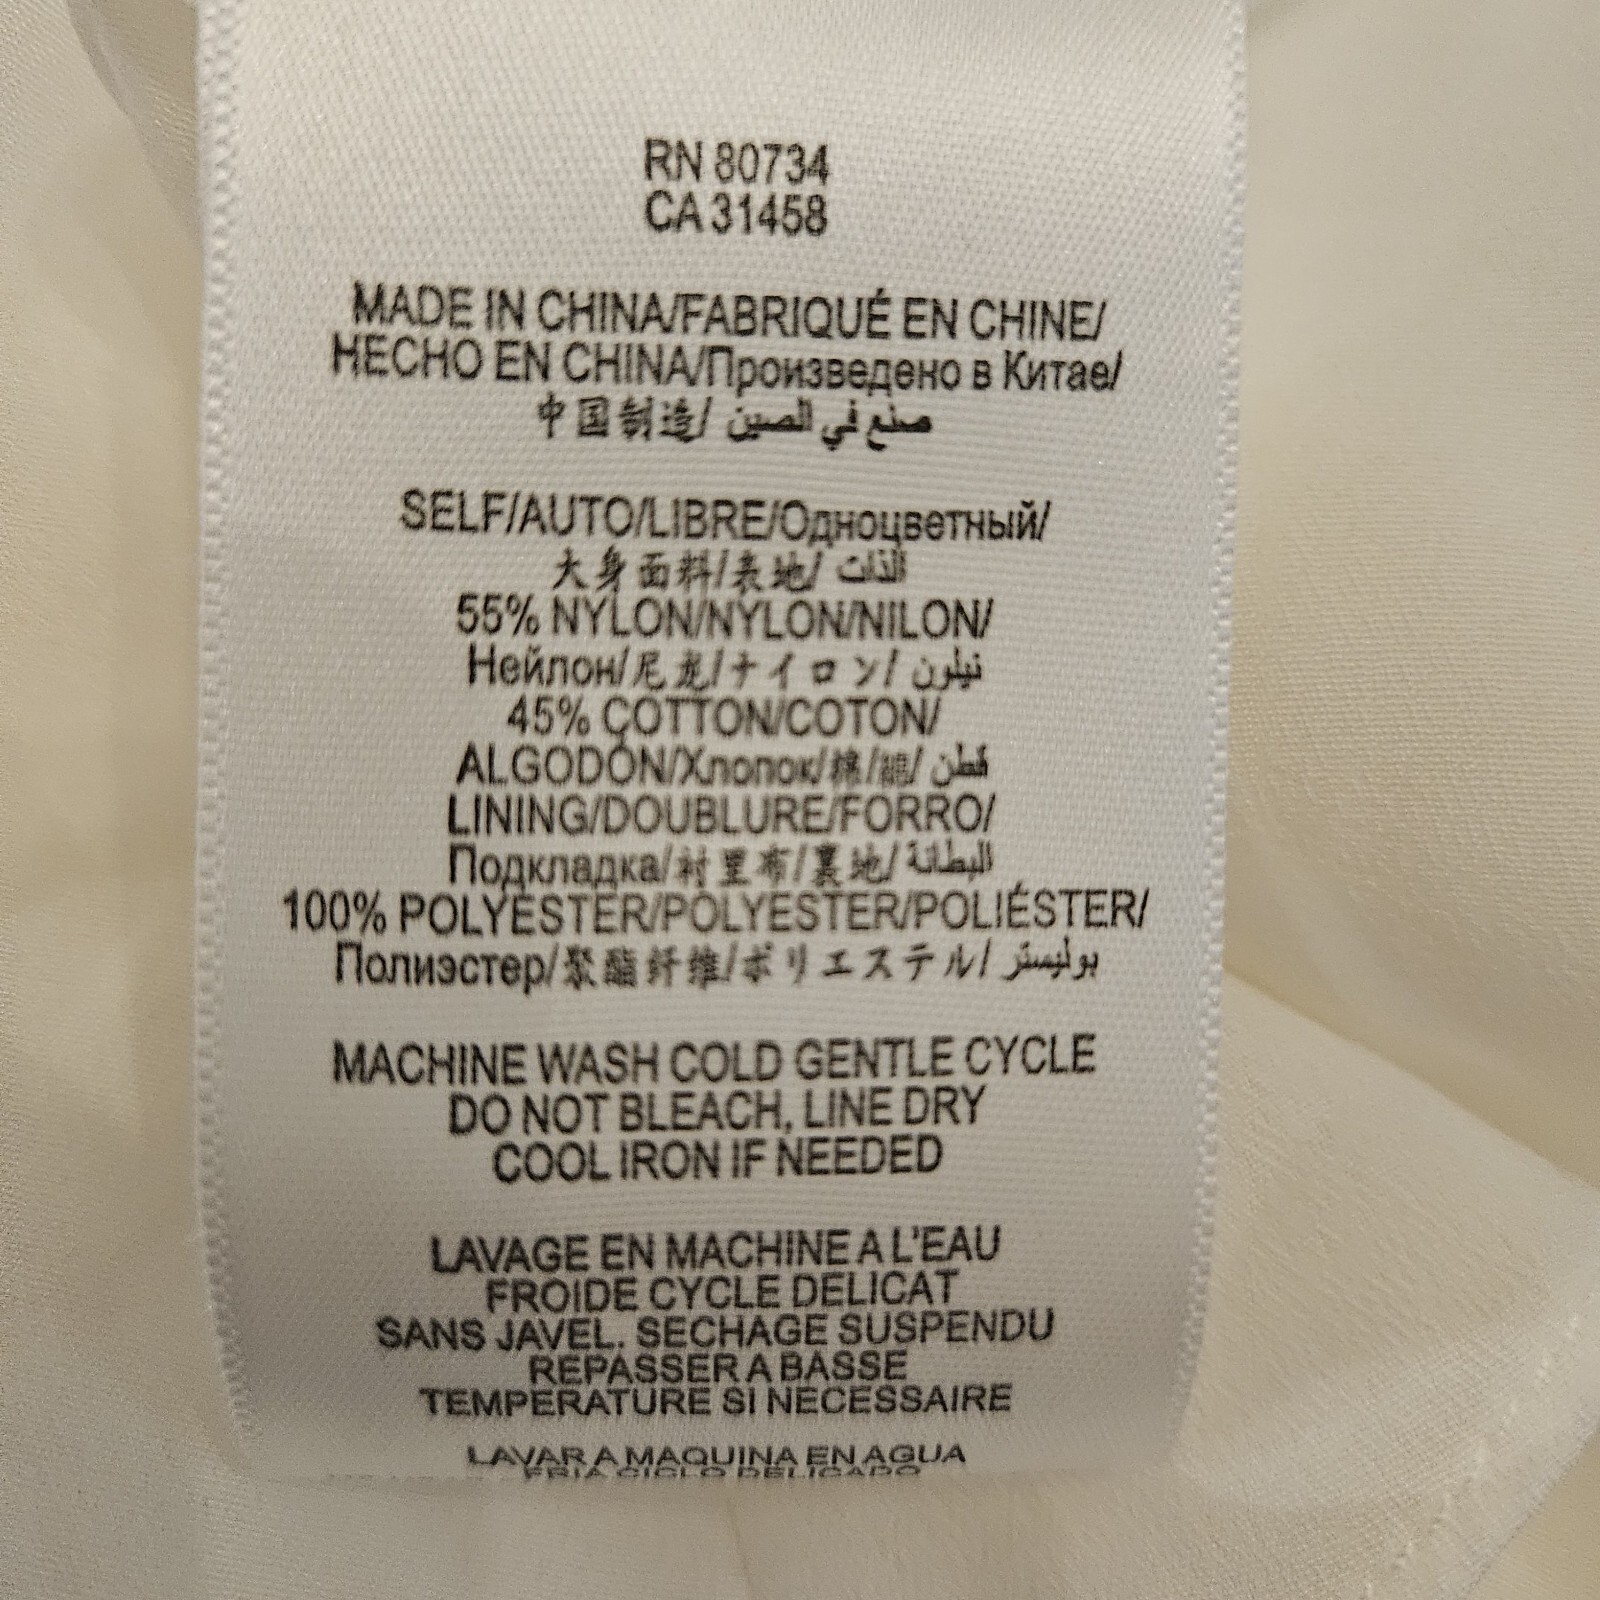 RN 80734
CA 31458
MADE IN CHINA/FABRIQUÉ EN CHINE/
HECHO EN CHINA/Произведено в Китае/
中国制造/ صنع في الصين
SELF/AUTO/LIBRE/Одноцветный/
大身面料/表地/ الذات
55% NYLON/NYLON/NILON/
Нейлон/尼龙/ナイロン/ نيلون
45% COTTON/COTON/
ALGODÓN/Хлопок/棉/綿/ قطن
LINING/DOUBLURE/FORRO/
Подкладка/衬里布/裏地/ البطانة
100% POLYESTER/POLYESTER/POLIÉSTER/
Полиэстер/聚酯纤维/ポリエステル/ بوليستر
MACHINE WASH COLD GENTLE CYCLE
DO NOT BLEACH, LINE DRY
COOL IRON IF NEEDED
LAVAGE EN MACHINE A L'EAU
FROIDE CYCLE DELICAT
SANS JAVEL. SECHAGE SUSPENDU
REPASSER A BASSE
TEMPERATURE SI NECESSAIRE
LAVAR A MAQUINA EN AGUA
FRIA CICLO DELICADO